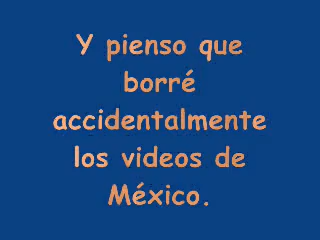 Y pienso que
borré
accidentalmente
los videos de
México.